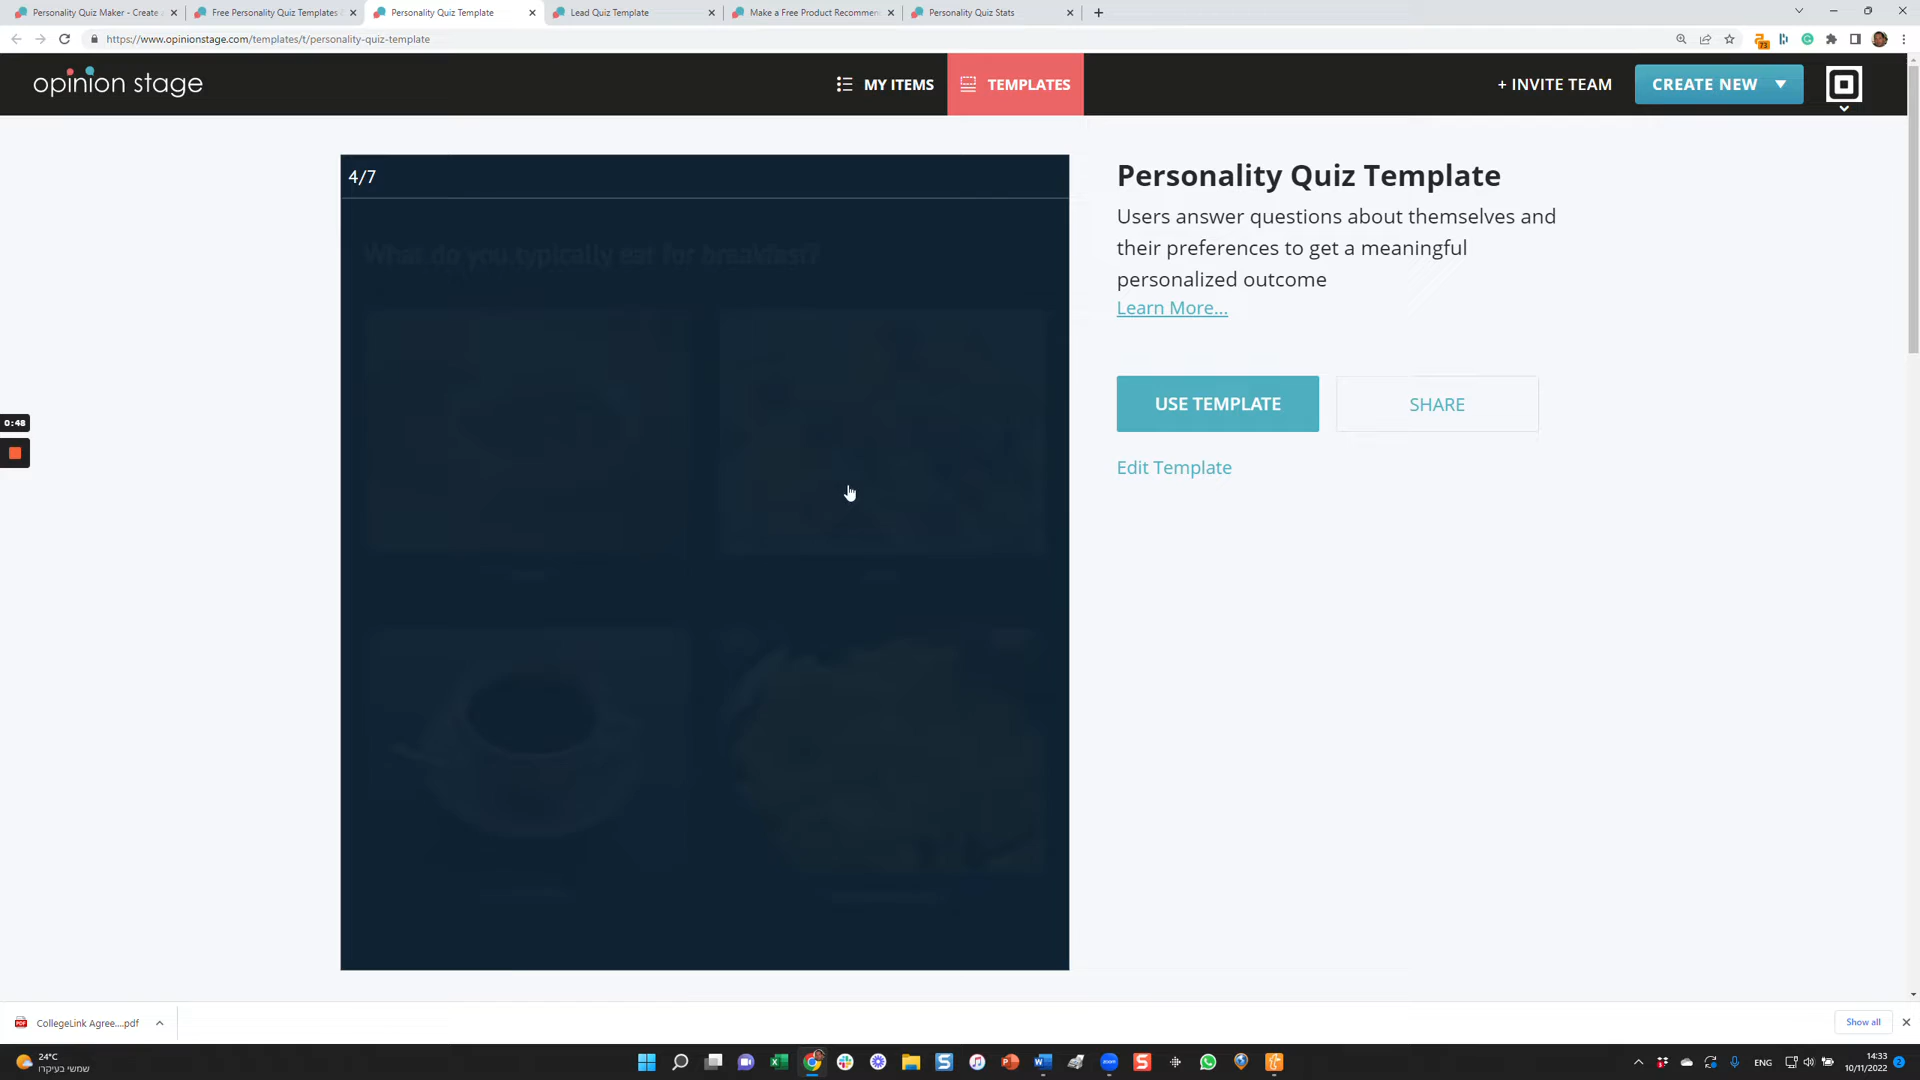 Personality Quiz Maker - Create
Free Personality Quiz Templates
Personality Quiz Template
Lead Quiz Template
Make a Free Product Recommen
Personality Quiz Stats
https://www.opinionstage.com/templates/t/personality-quiz-template
73
opinion stage
MY ITEMS
TEMPLATES
+ INVITE TEAM
CREATE NEW
4/7
What do you typically eat for breakfast?
Personality Quiz Template
Users answer questions about themselves and
their preferences to get a meaningful
personalized outcome
Learn More...
USE TEMPLATE
SHARE
Edit Template
0:48
CollegeLink Agree....pdf
Show all
24°C
שמשי בעיקרו
ENG
14:33
10/11/2022
2